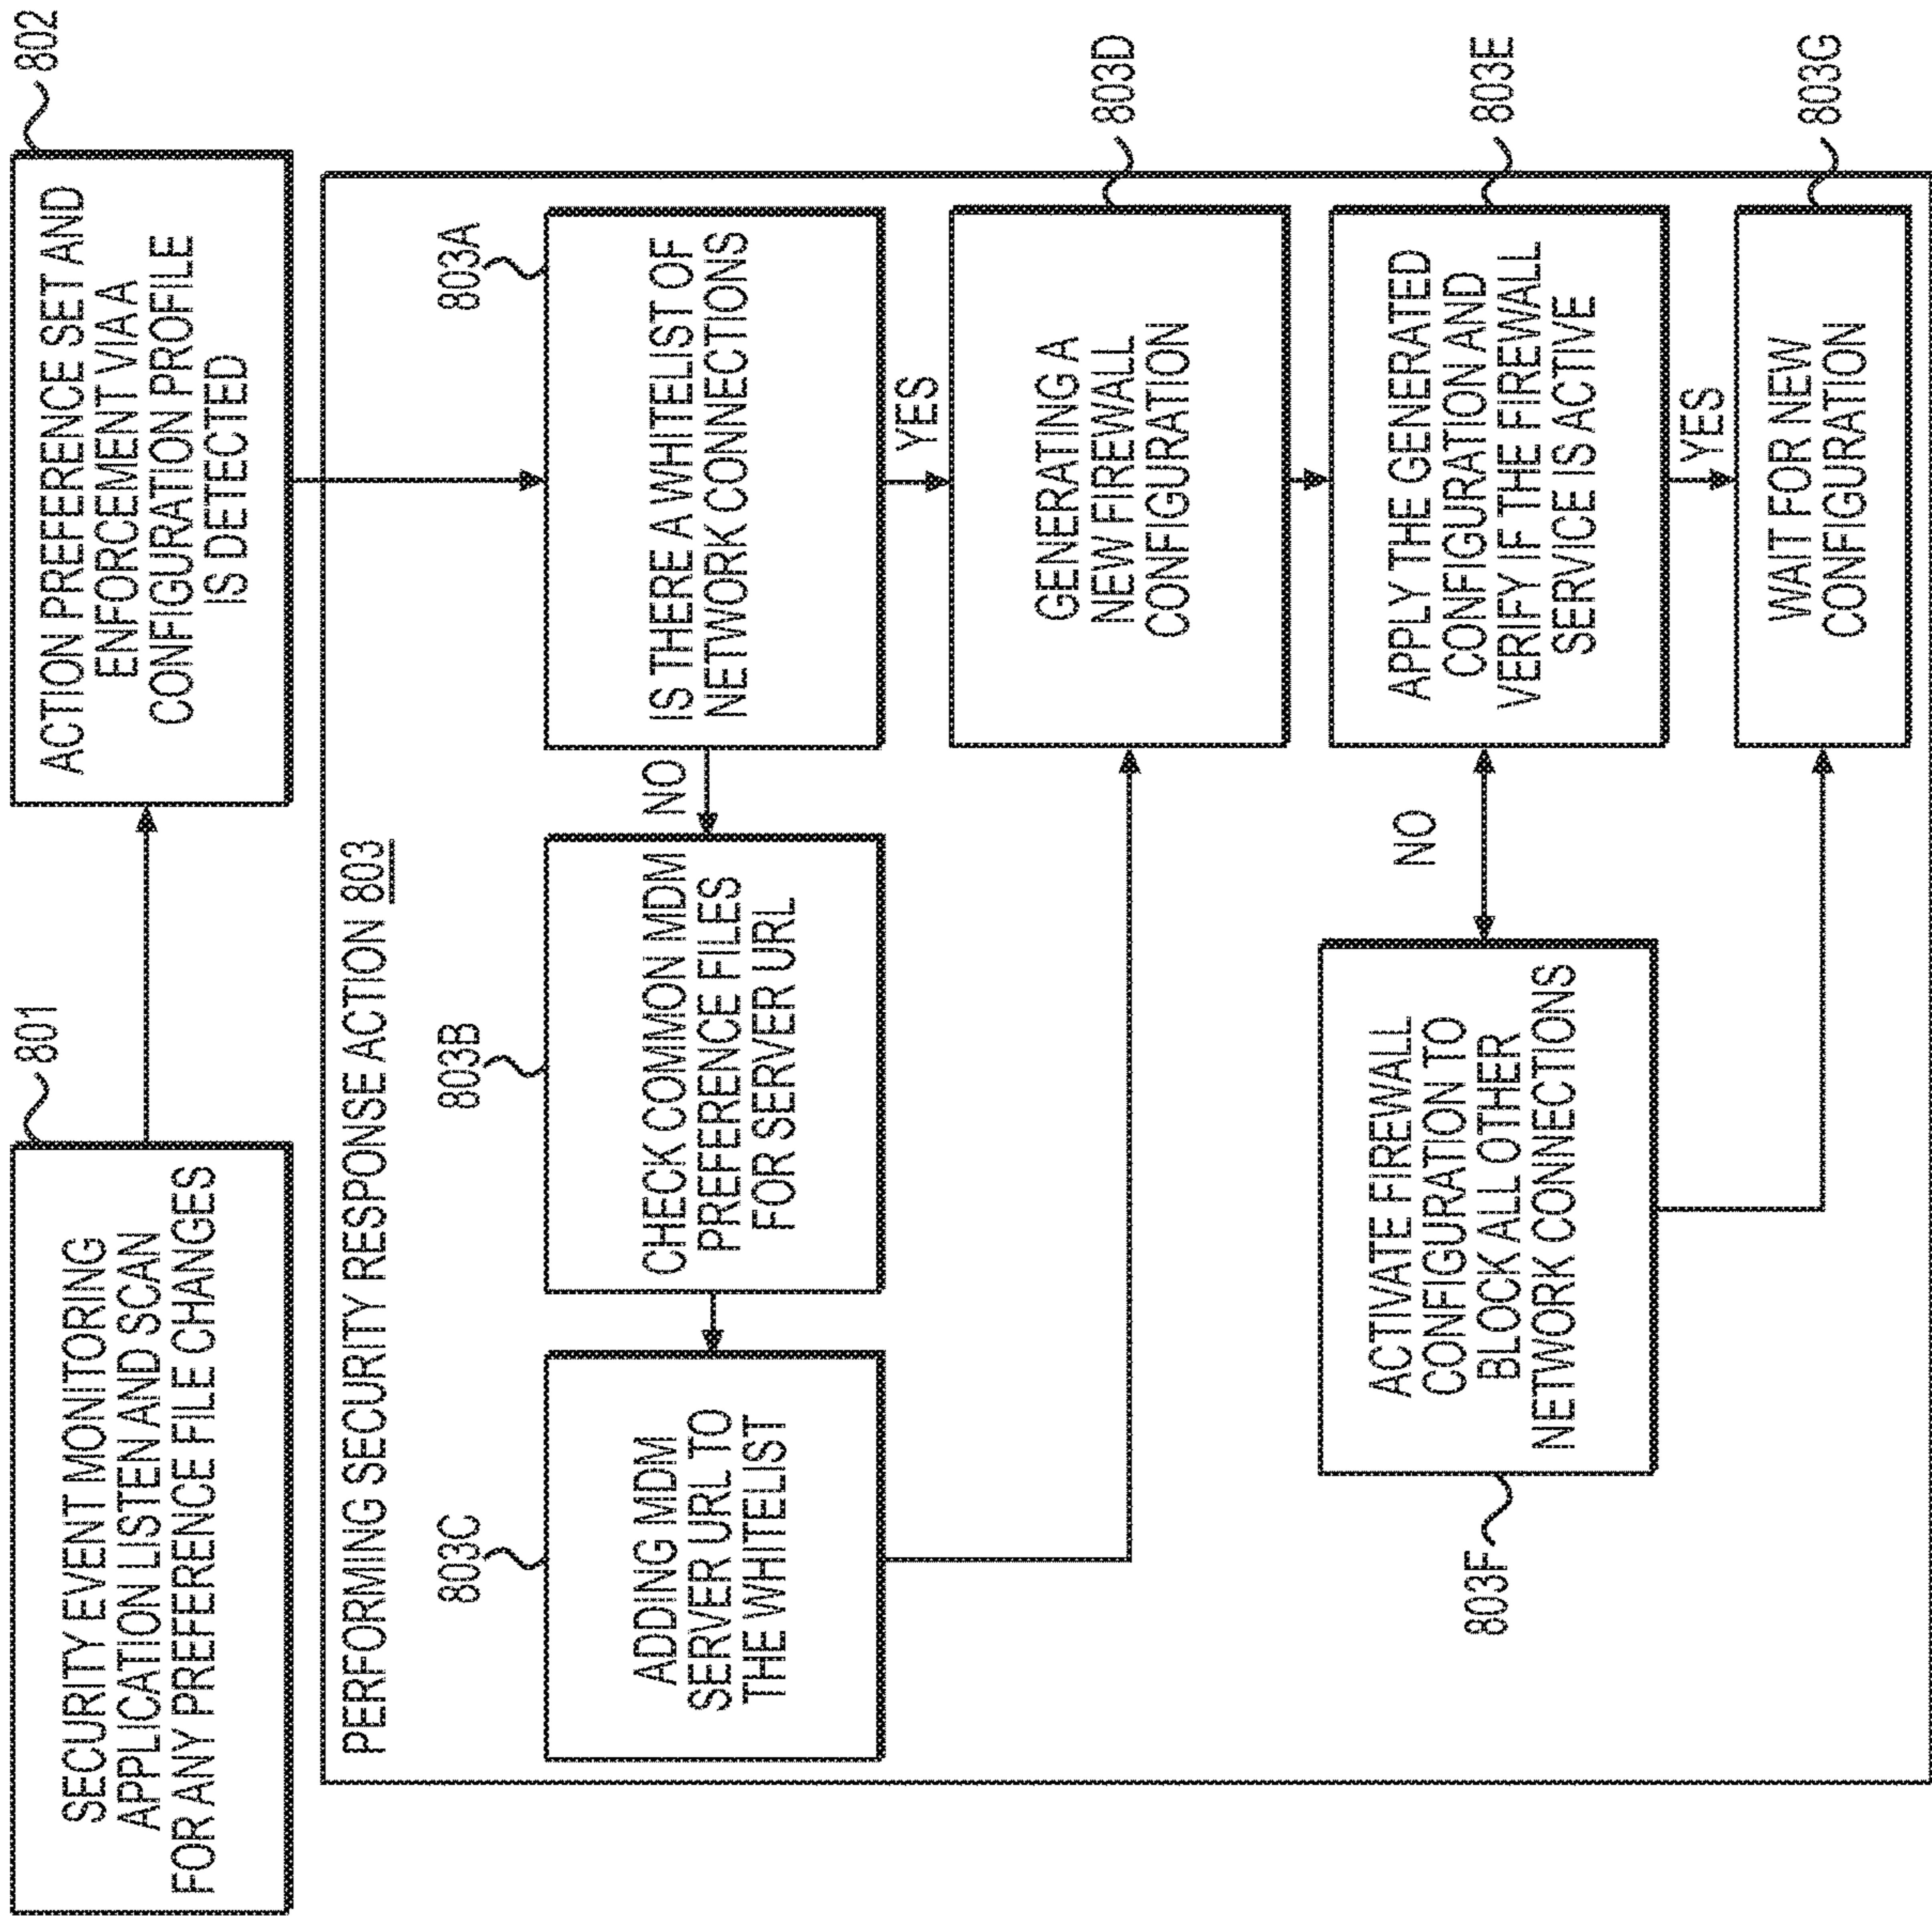 801
SECURITY EVENT MONITORING
APPLICATION LISTEN AND SCAN
FOR ANY PREFERENCE FILE CHANGES
802
ACTION PREFERENCE SET AND
ENFORCEMENT VIA A
CONFIGURATION PROFILE
IS DETECTED
PERFORMING SECURITY RESPONSE ACTION 803
803A
IS THERE A WHITELIST OF
NETWORK CONNECTIONS
NO
YES
803B
CHECK COMMON MDM
PREFERENCE FILES
FOR SERVER URL
803C
ADDING MDM
SERVER URL TO
THE WHITELIST
803D
GENERATING A
NEW FIREWALL
CONFIGURATION
803E
APPLY THE GENERATED
CONFIGURATION AND
VERIFY IF THE FIREWALL
SERVICE IS ACTIVE
NO
YES
803F
ACTIVATE FIREWALL
CONFIGURATION TO
BLOCK ALL OTHER
NETWORK CONNECTIONS
803G
WAIT FOR NEW
CONFIGURATION